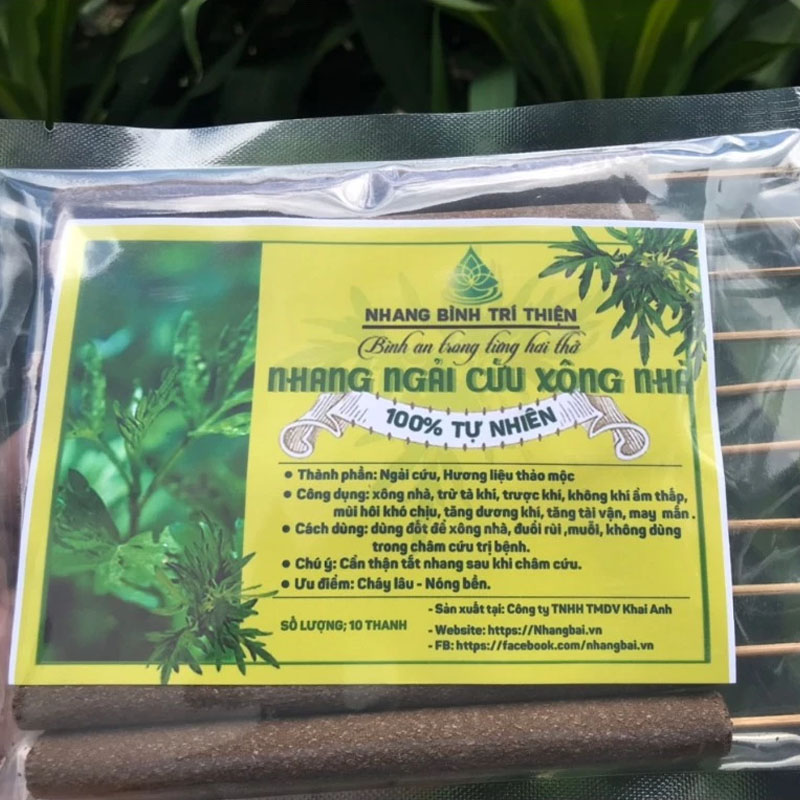 NHANG BÌNH TRÍ THIỆN
Bình an trong từng hơi thở
NHANG NGẢI CỨU XÔNG NHÀ
100% TỰ NHIÊN
• Thành phần: Ngải cứu, Hương liệu thảo mộc
• Công dụng: xông nhà, trừ tà khí, trược khí, không khí ẩm thấp,
mùi hôi khó chịu, tăng dương khí, tăng tài vận, may mắn .
• Cách dùng: dùng đốt để xông nhà, đuổi rùi ,muỗi, không dùng
trong châm cứu trị bệnh.
• Chú ý: Cẩn thận tắt nhang sau khi châm cứu.
• Ưu điểm: Cháy lâu - Nóng bền.
SỐ LƯỢNG; 10 THANH
- Sản xuất tại: Công ty TNHH TMDV Khai Anh
- Website: https://Nhangbai.vn
- FB: https://facebook.com/nhangbai.vn